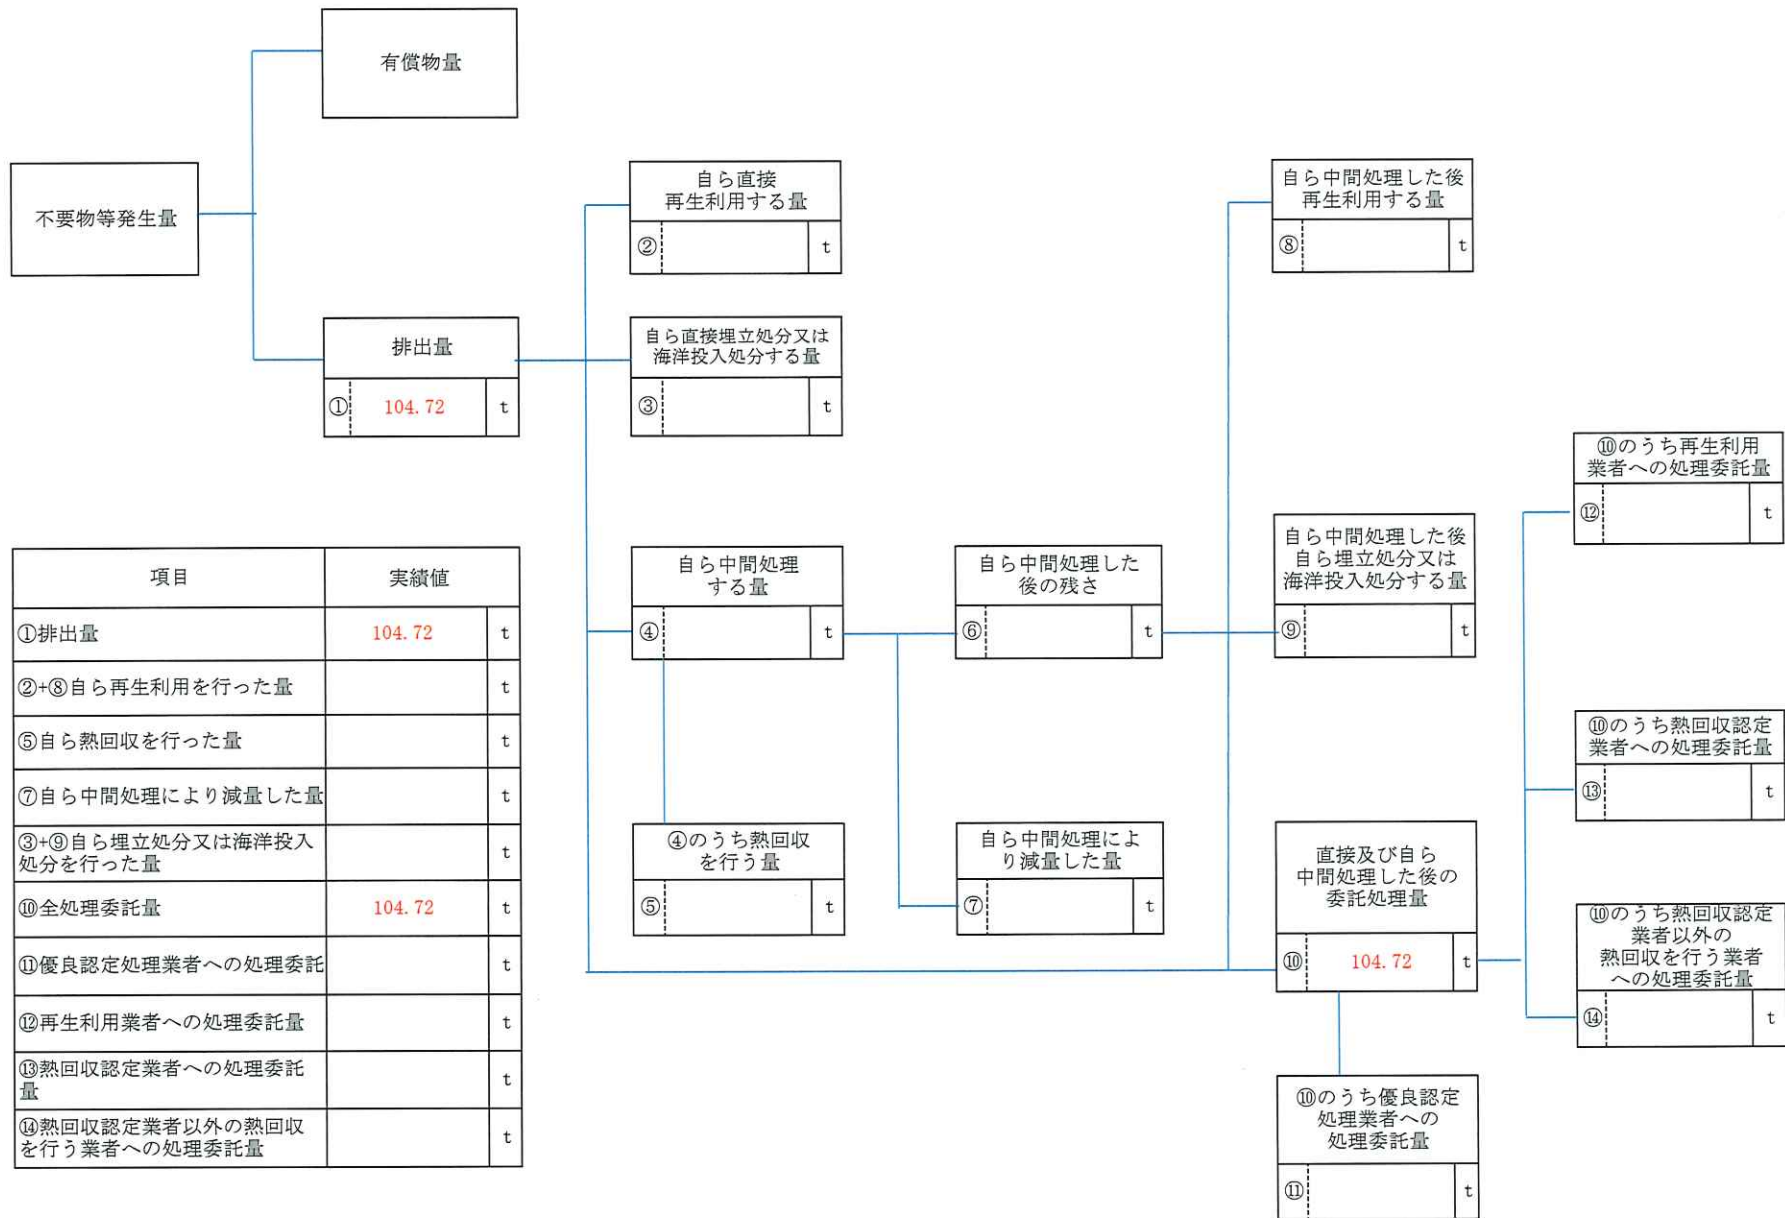 有償物量
不要物等発生量
排出量
① 104.72 t
自ら直接
再生利用する量
② t
自ら直接埋立処分又は
海洋投入処分する量
③ t
自ら中間処理した後
再生利用する量
⑧ t
自ら中間処理
する量
④ t
自ら中間処理した
後の残さ
⑥ t
自ら中間処理した後
自ら埋立処分又は
海洋投入処分する量
⑨ t
④のうち熱回収
を行う量
⑤ t
自ら中間処理によ
り減量した量
⑦ t
直接及び自ら
中間処理した後の
委託処理量
⑩ 104.72 t
⑩のうち優良認定
処理業者への
処理委託量
⑪ t
⑩のうち再生利用
業者への処理委託量
⑫ t
⑩のうち熱回収認定
業者への処理委託量
⑬ t
⑩のうち熱回収認定
業者以外の
熱回収を行う業者
への処理委託量
⑭ t
項目 実績値
①排出量 104.72 t
②+⑧自ら再生利用を行った量 t
⑤自ら熱回収を行った量 t
⑦自ら中間処理により減量した量 t
③+⑨自ら埋立処分又は海洋投入
処分を行った量 t
⑩全処理委託量 104.72 t
⑪優良認定処理業者への処理委託 t
⑫再生利用業者への処理委託量 t
⑬熱回収認定業者への処理委託
量 t
⑭熱回収認定業者以外の熱回収
を行う業者への処理委託量 t